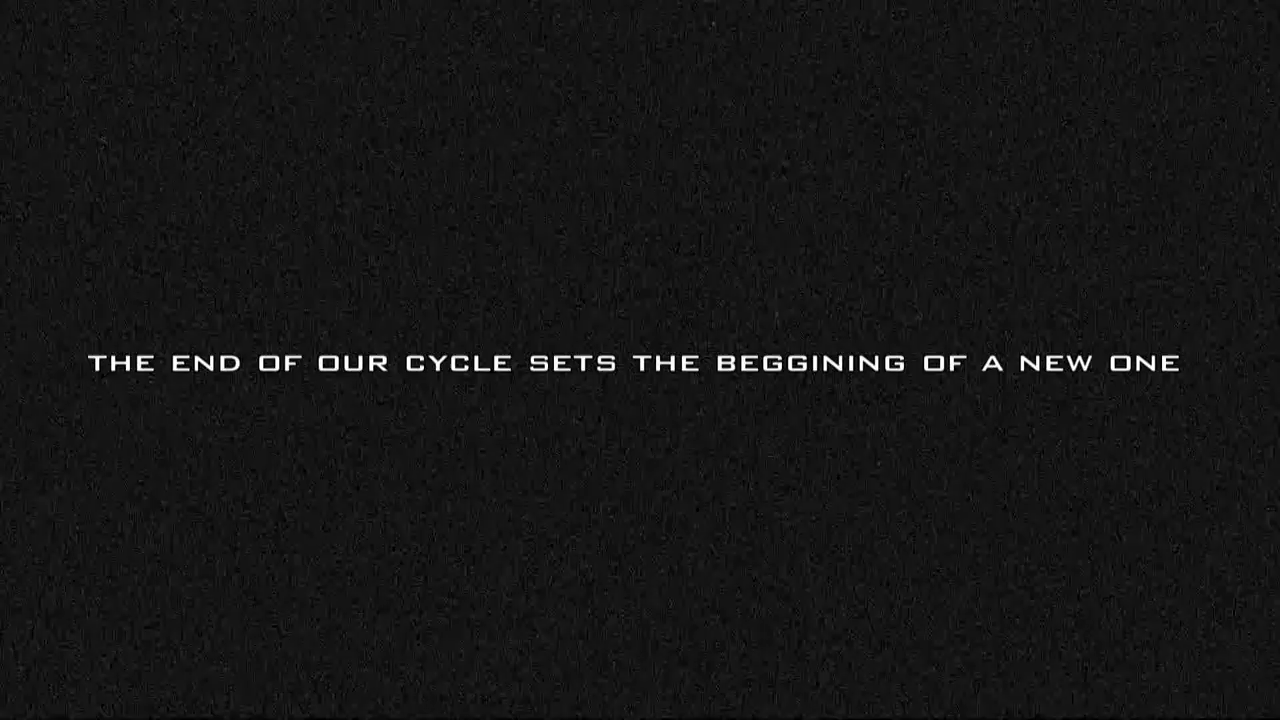 THE END OF OUR CYCLE SETS THE BEGGINING OF A NEW ONE